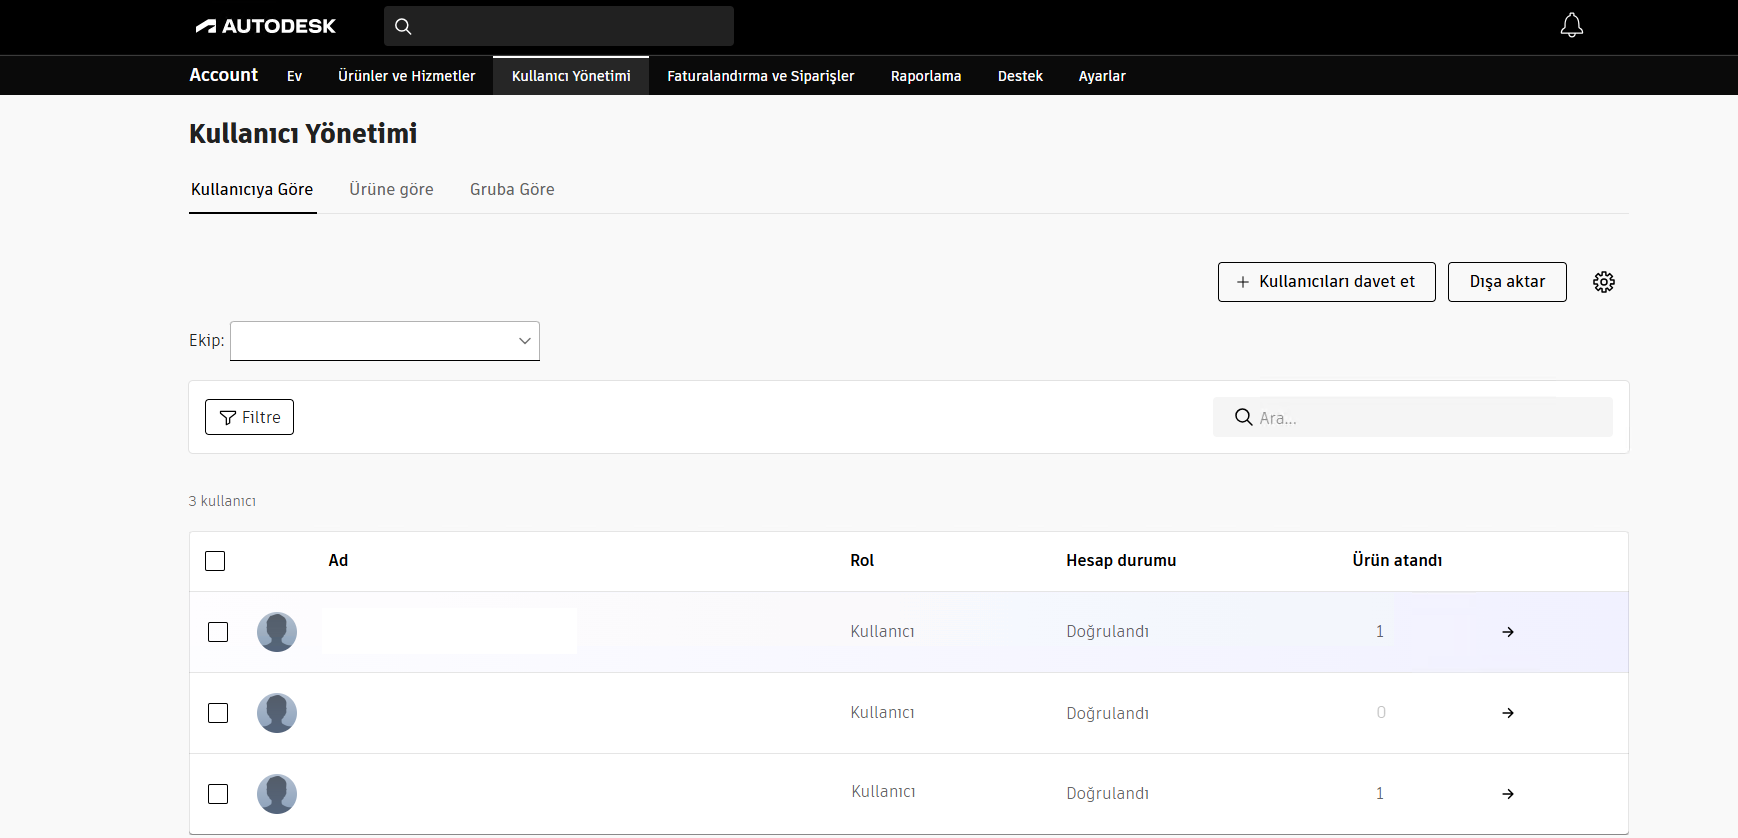 AUTODESK
Account Ev Ürünler ve Hizmetler Kullanıcı Yönetimi Faturalandırma ve Siparişler Raporlama Destek Ayarlar
Kullanıcı Yönetimi
Kullanıcıya Göre Ürüne göre Gruba Göre
+ Kullanıcıları davet et Dışa aktar
Ekip:
Filtre Ara...
3 kullanıcı
Ad Rol Hesap durumu Ürün atandı
Kullanıcı Doğrulandı 1
Kullanıcı Doğrulandı 0
Kullanıcı Doğrulandı 1